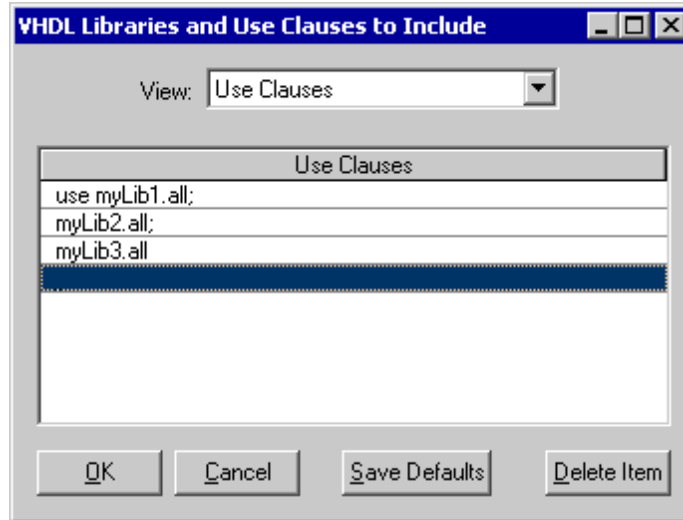 VHDL Libraries and Use Clauses to Include
View: Use Clauses
Use Clauses
use myLib1.all;
myLib2.all;
myLib3.all
OK Cancel Save Defaults Delete Item